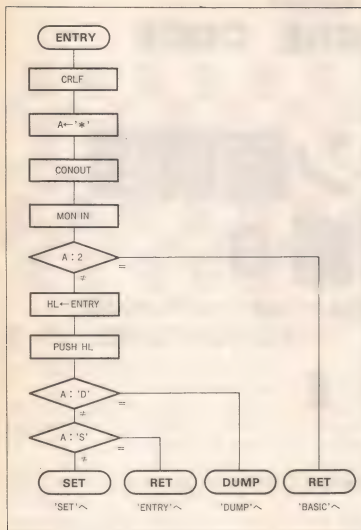 ENTRY
CRLF
A←'*'
CONOUT
MON IN
A:2
=
≠
HL←ENTRY
PUSH HL
A:'D'
=
≠
A:'S'
=
≠
SET
RET
DUMP
RET
'SET'へ
'ENTRY'へ
'DUMP'へ
'BASIC'へ